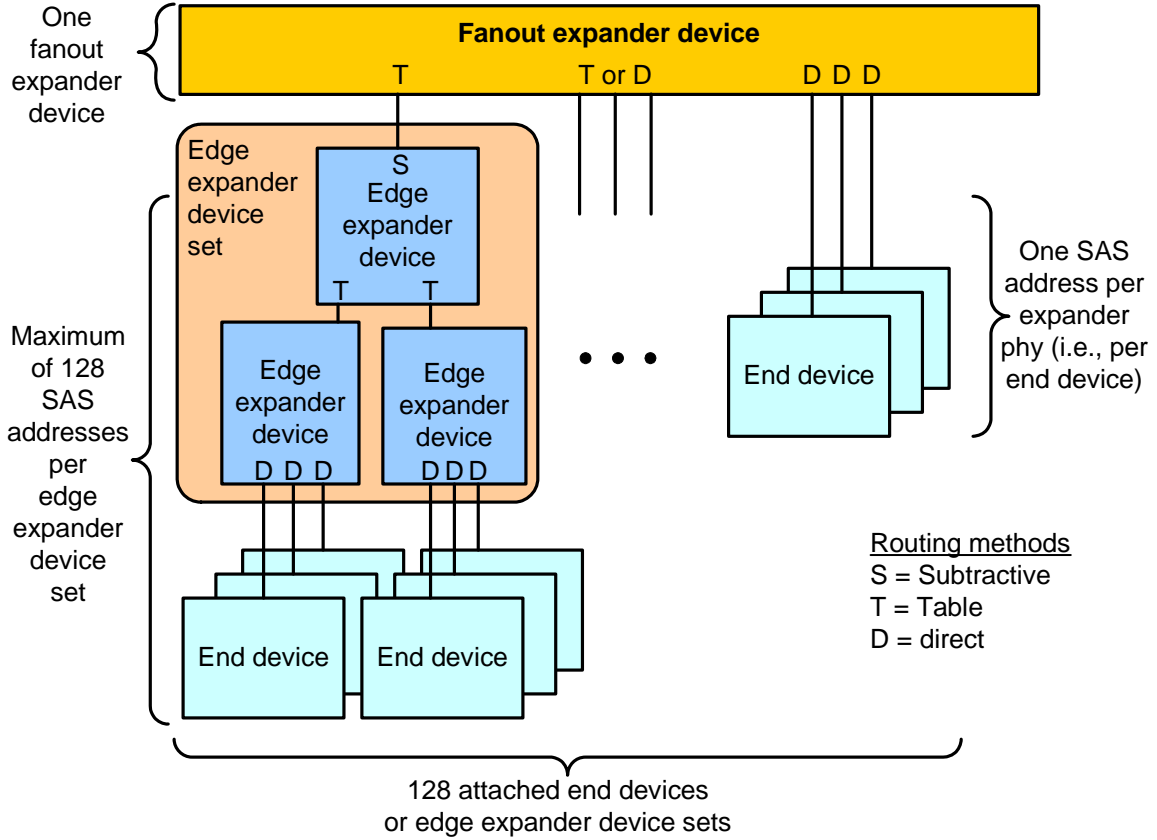 One
fanout
expander
device
Fanout expander device
T
T or D
D D D
Edge
expander
device
set
S
Edge
expander
device
T T
Edge
expander
device
D D D
Edge
expander
device
D D D
End device
End device
End device
Maximum
of 128
SAS
addresses
per
edge
expander
device
set
One SAS
address per
expander
phy (i.e., per
end device)
Routing methods
S = Subtractive
T = Table
D = direct
128 attached end devices
or edge expander device sets